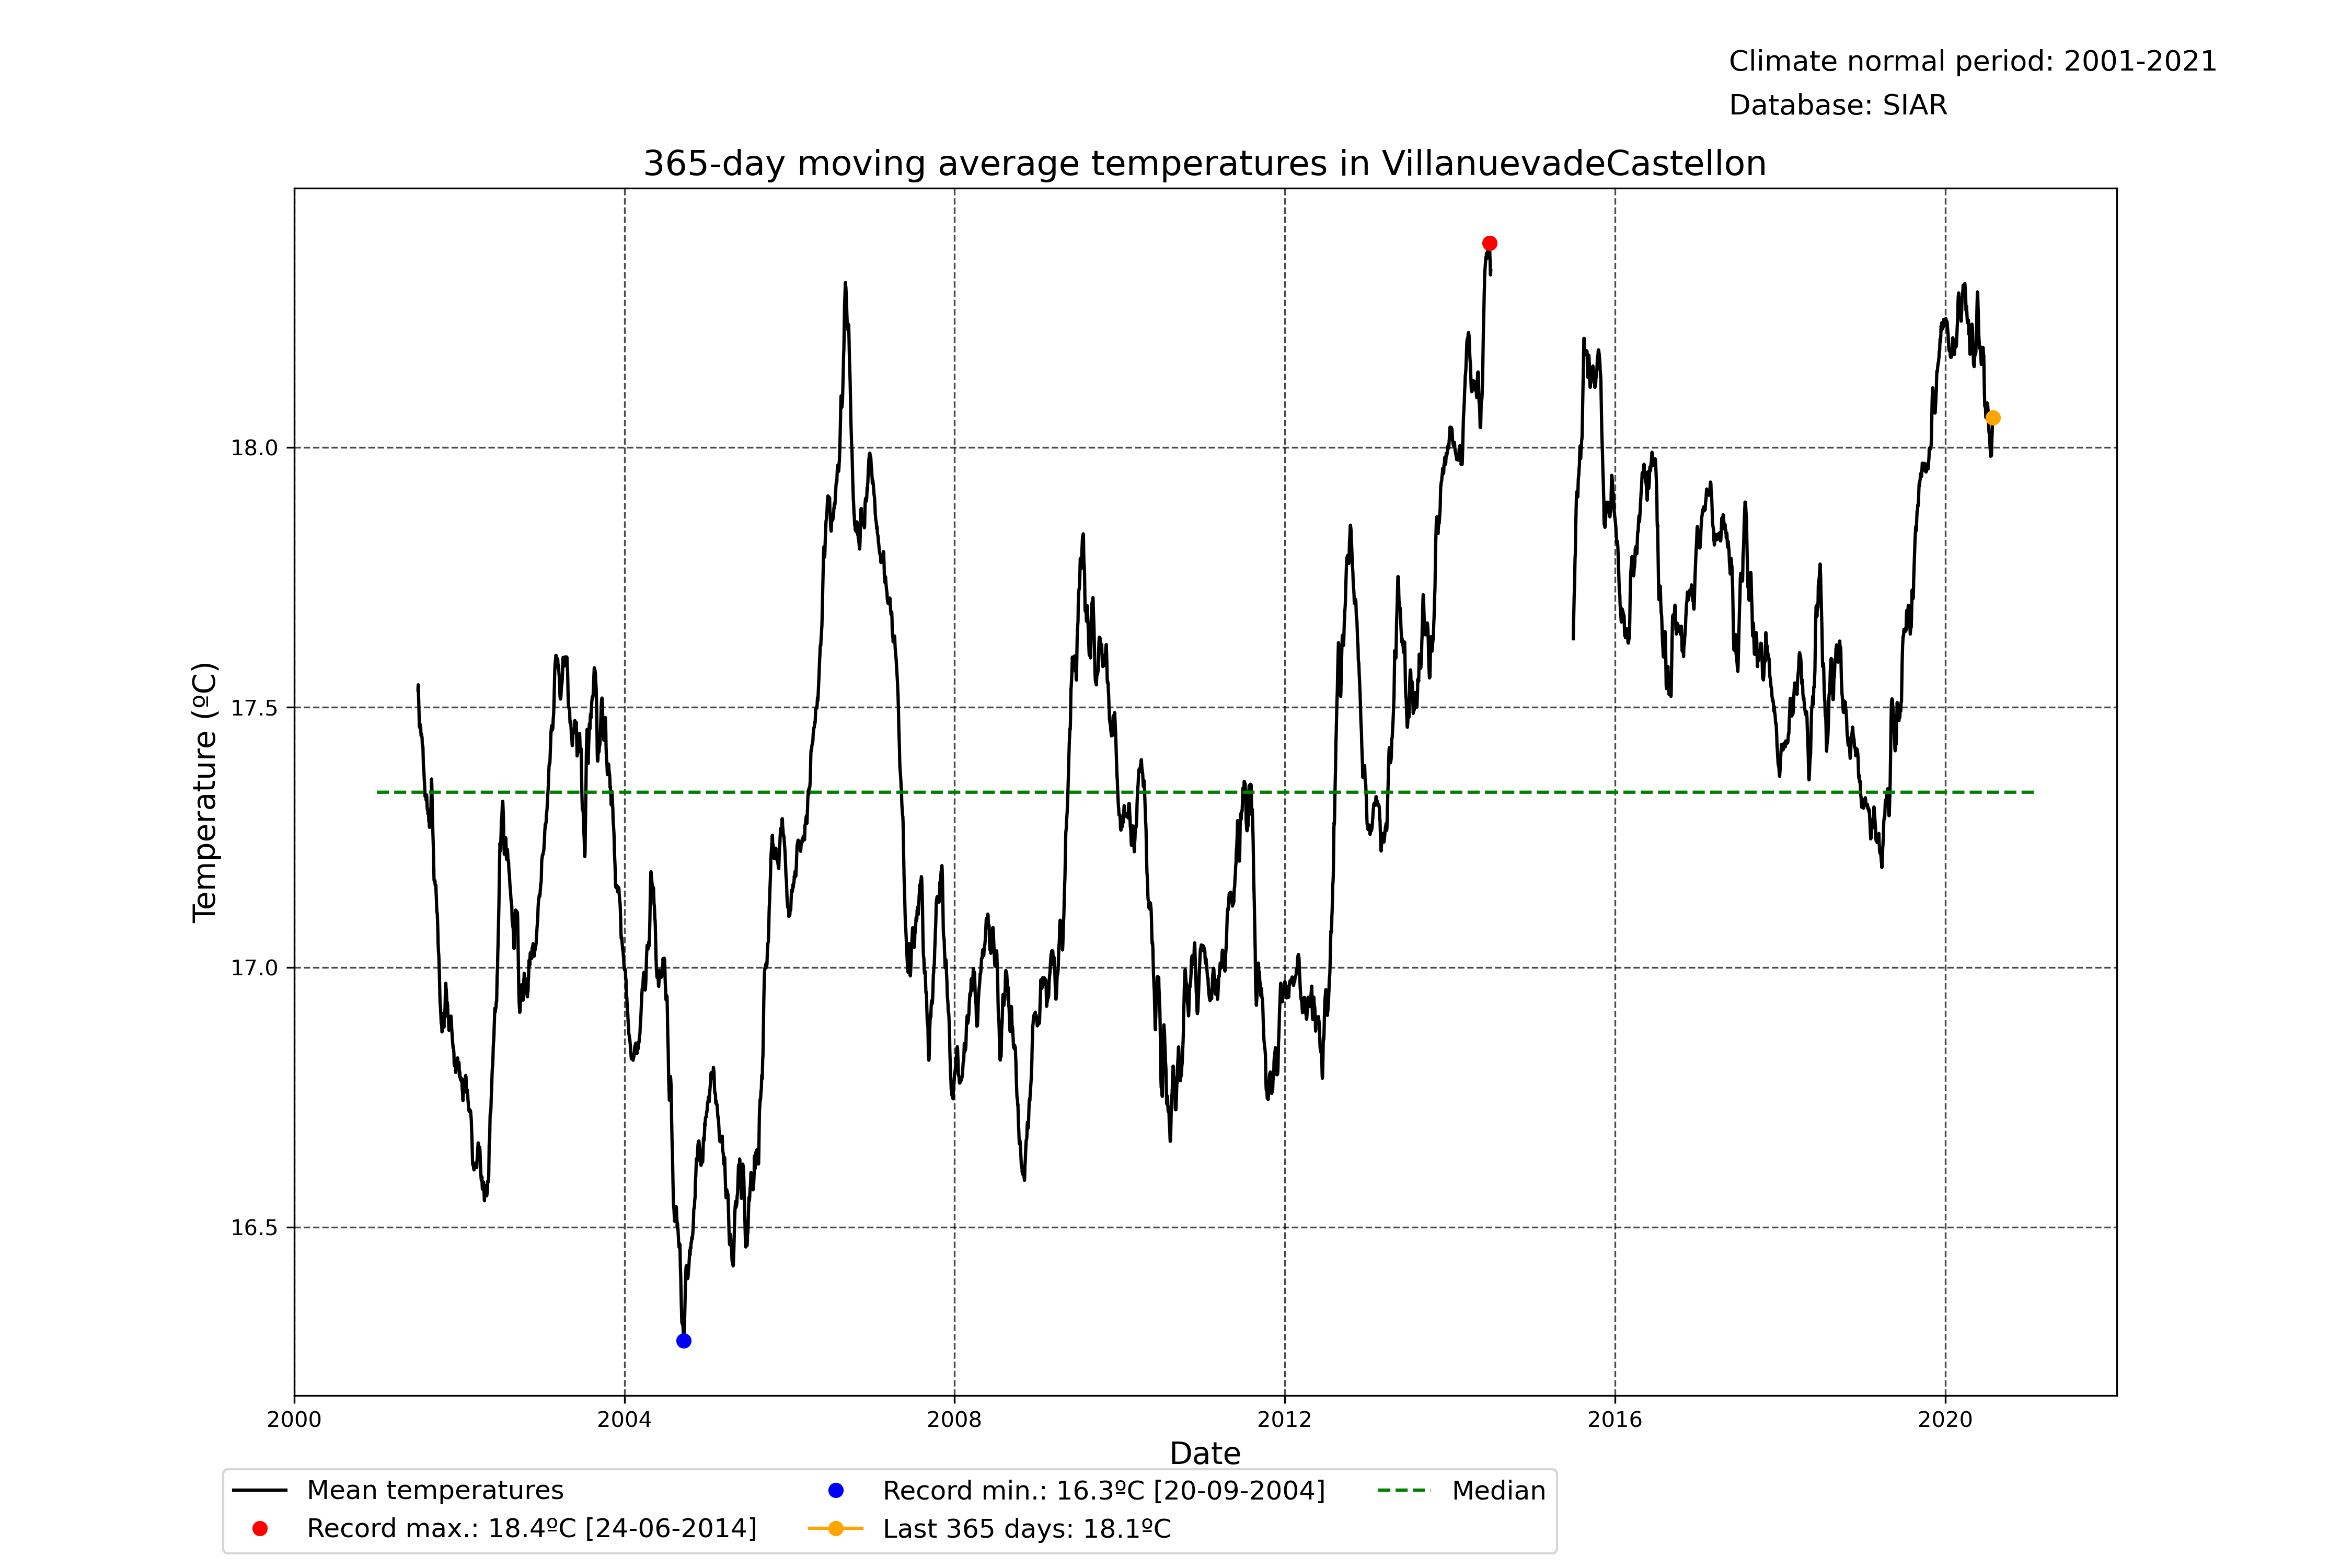 Climate normal period: 2001-2021
Database: SIAR
365-day moving average temperatures in VillanuevadeCastellon
Temperature (ºC)
18.0
17.5
17.0
16.5
2000 2004 2008 2012 2016 2020
Date
Mean temperatures
Record max.: 18.4ºC [24-06-2014]
Record min.: 16.3ºC [20-09-2004]
Last 365 days: 18.1ºC
Median